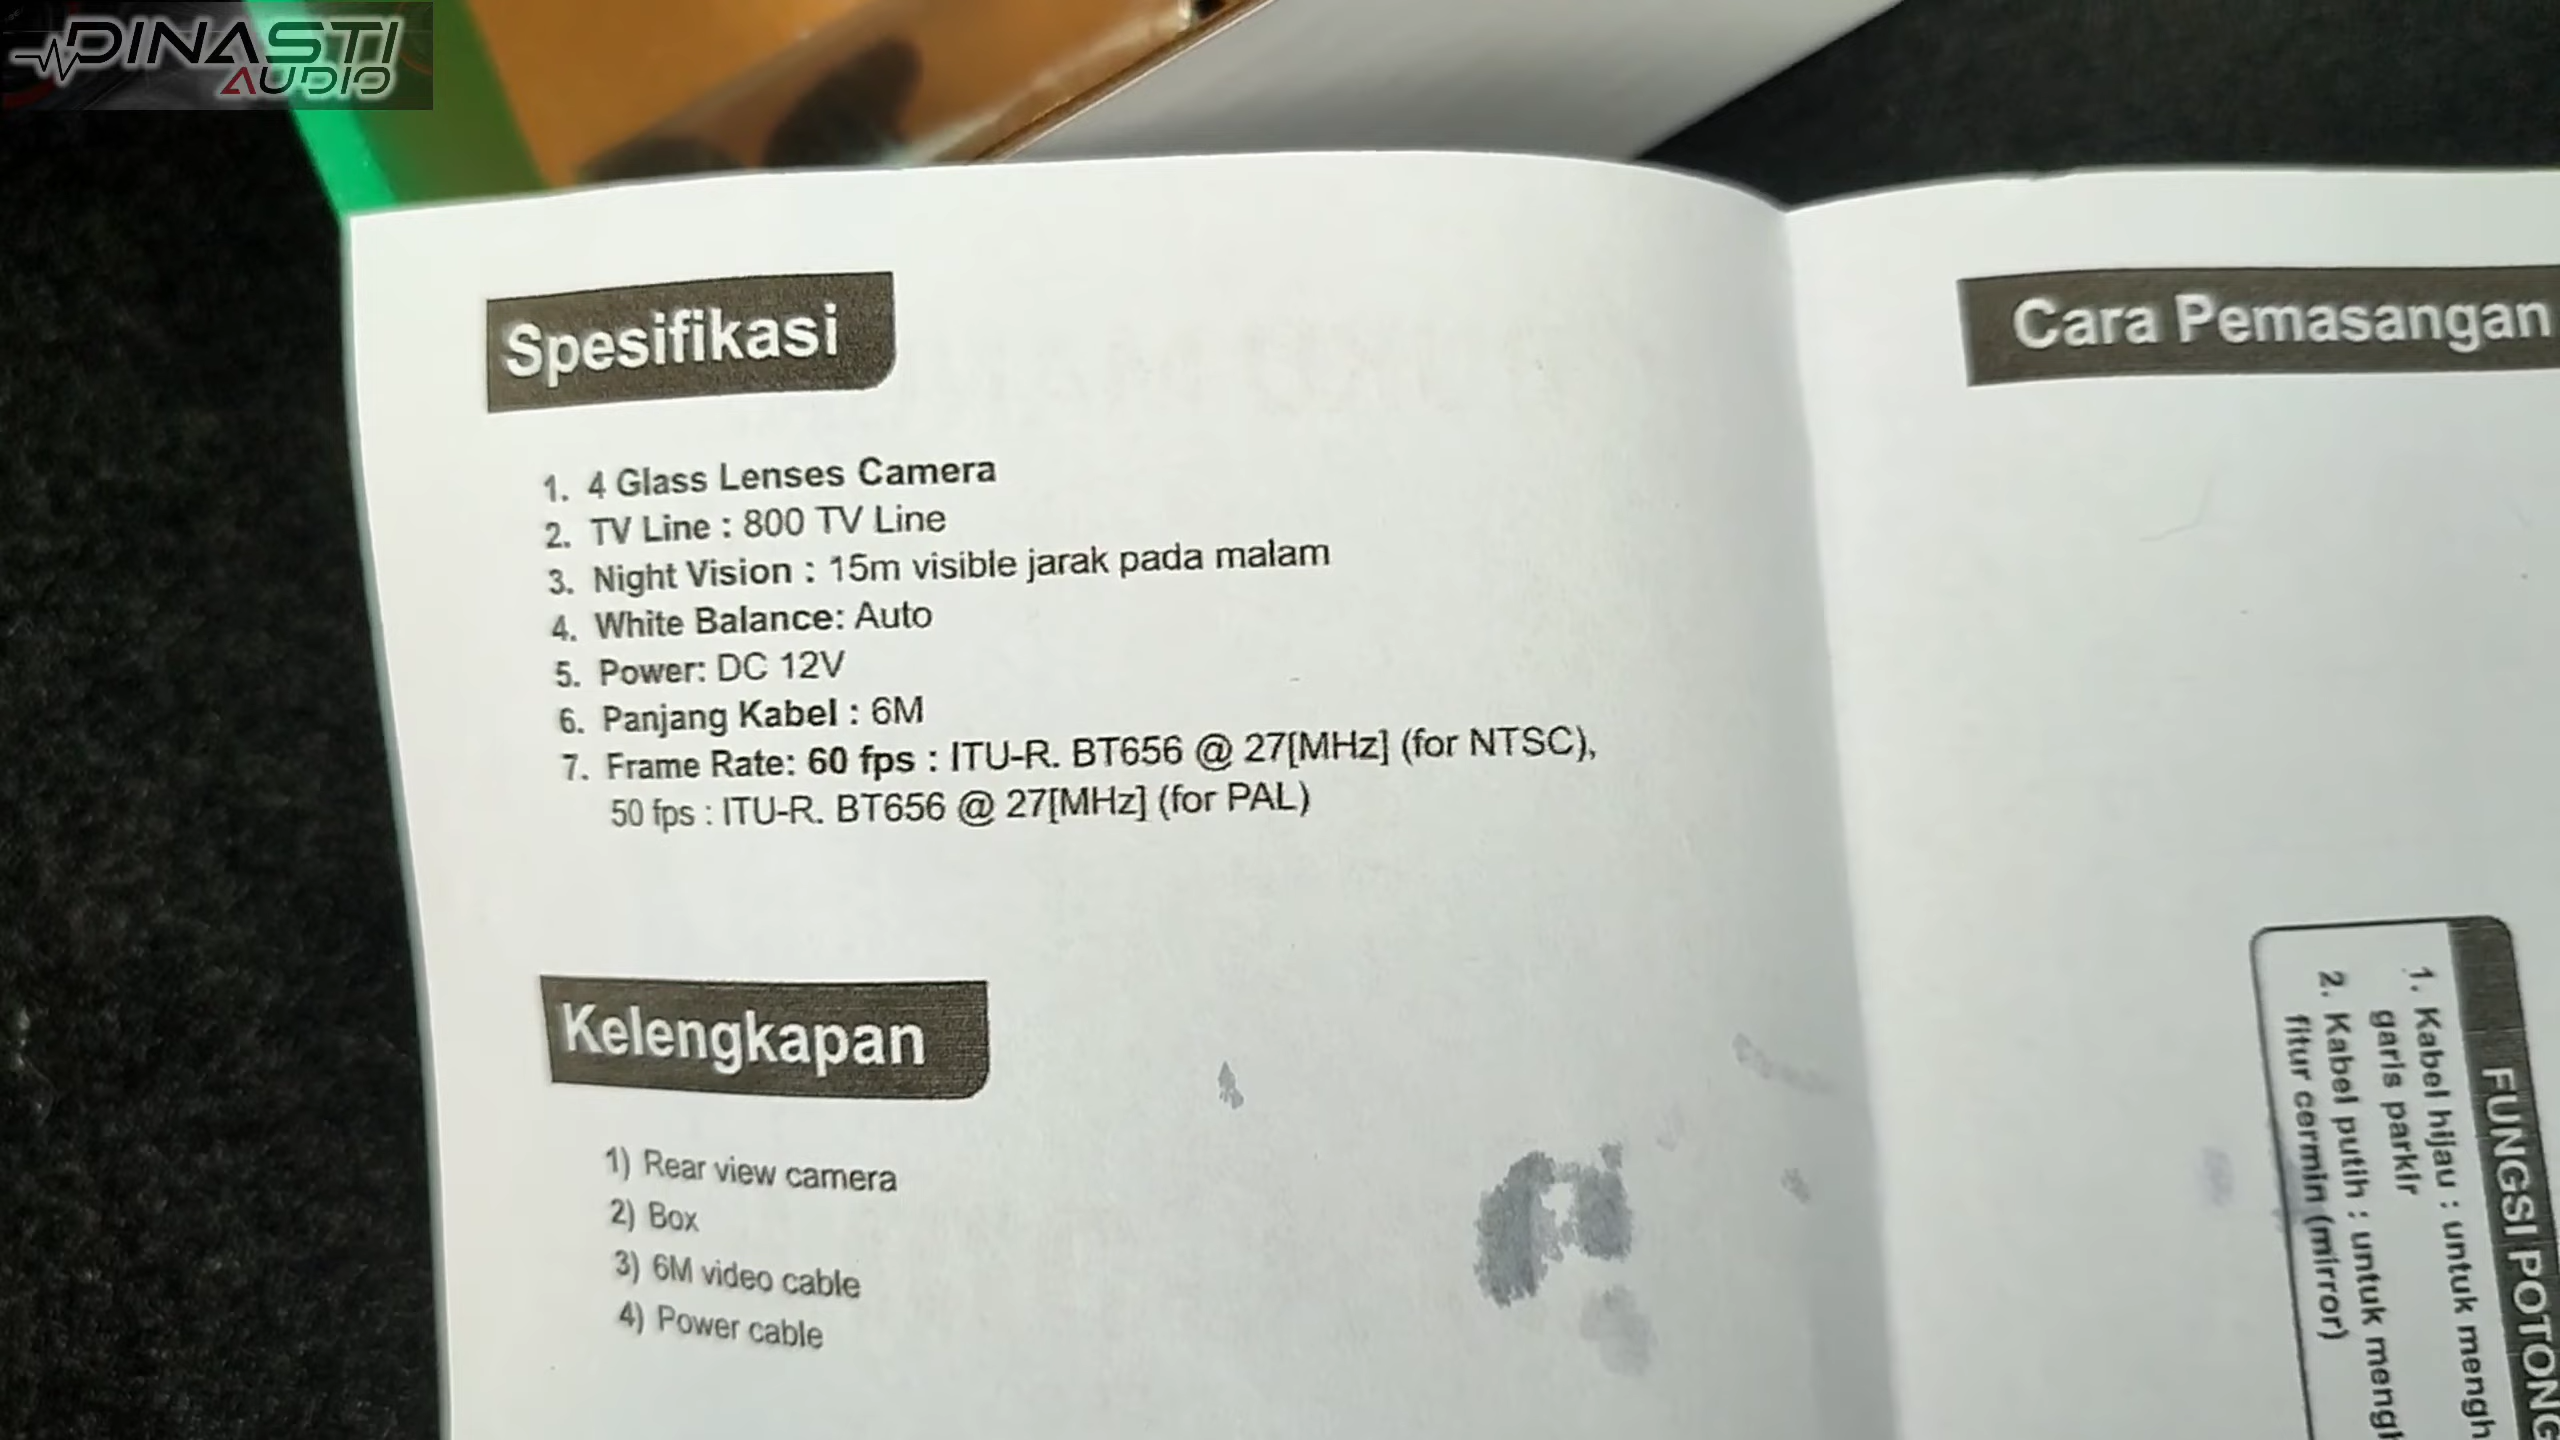 DINASTI
AUDIO
Spesifikasi
1. 4 Glass Lenses Camera
2. TV Line : 800 TV Line
3. Night Vision : 15m visible jarak pada malam
4. White Balance: Auto
5. Power: DC 12V
6. Panjang Kabel : 6M
7. Frame Rate: 60 fps : ITU-R. BT656 @ 27[MHz] (for NTSC),
50 fps : ITU-R. BT656 @ 27[MHz] (for PAL)
Kelengkapan
1) Rear view camera
2) Box
3) 6M video cable
4) Power cable
Cara Pemasangan
FUNGSI POTONG
1. Kabel hijau : untuk mengh
garis parkir
2. Kabel putih : untuk mengh
fitur cermin (mirror)